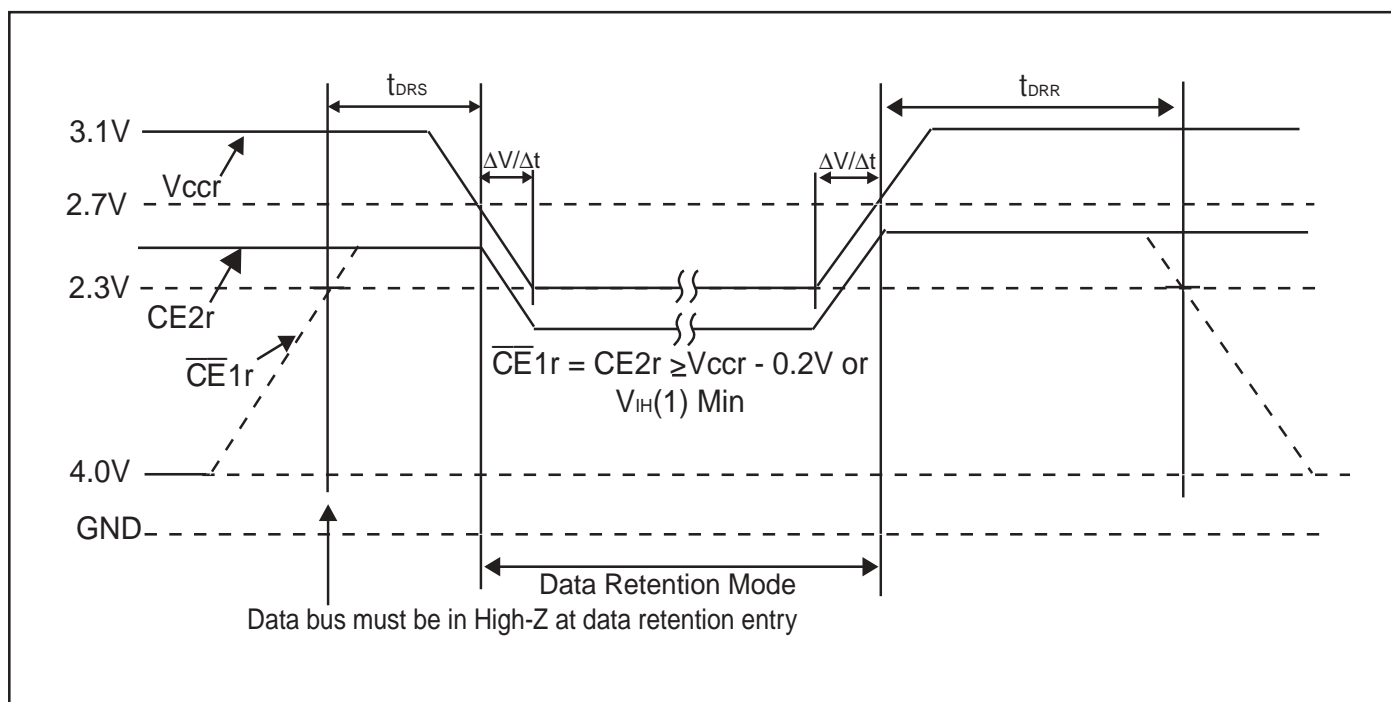 tDRS
tDRR
3.1V
ΔV/Δt
ΔV/Δt
Vccr
2.7V
2.3V
CE2r
C̅E̅1r
C̅E̅1r = CE2r ≥Vccr - 0.2V or
VIH(1) Min
4.0V
GND
Data Retention Mode
Data bus must be in High-Z at data retention entry